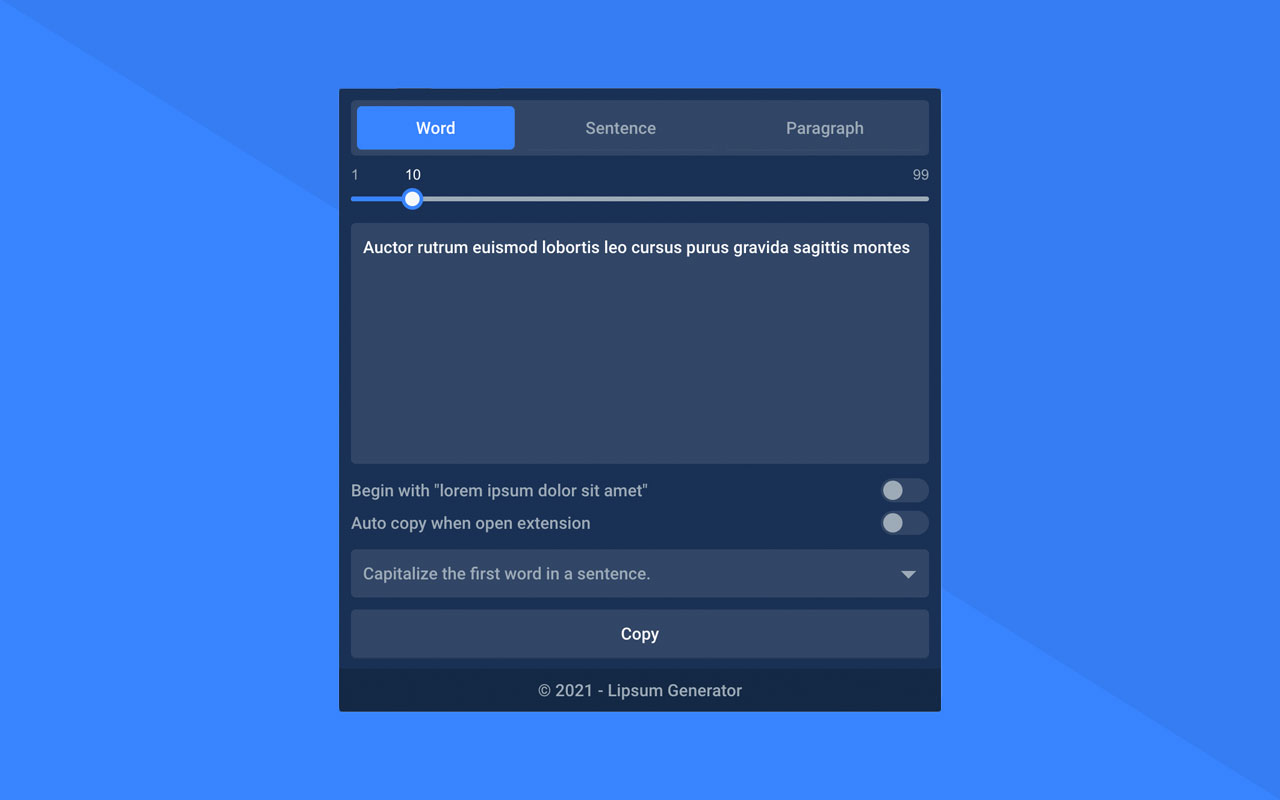 Word Sentence Paragraph
1 10 99
Auctor rutrum euismod lobortis leo cursus purus gravida sagittis montes
Begin with "lorem ipsum dolor sit amet"
Auto copy when open extension
Capitalize the first word in a sentence.
Copy
© 2021 - Lipsum Generator